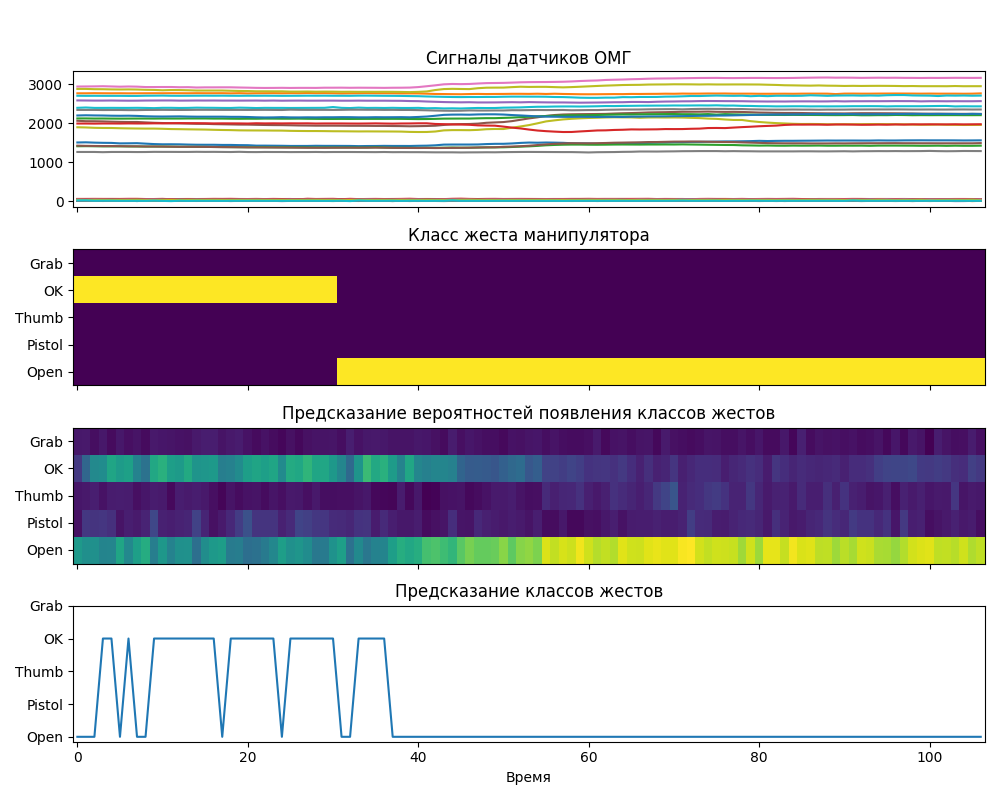 Сигналы датчиков ОМГ
3000
2000
1000
0
Класс жеста манипулятора
Grab
OK
Thumb
Pistol
Open
Предсказание вероятностей появления классов жестов
Grab
OK
Thumb
Pistol
Open
Предсказание классов жестов
Grab
OK
Thumb
Pistol
Open
0 20 40 60 80 100
Время